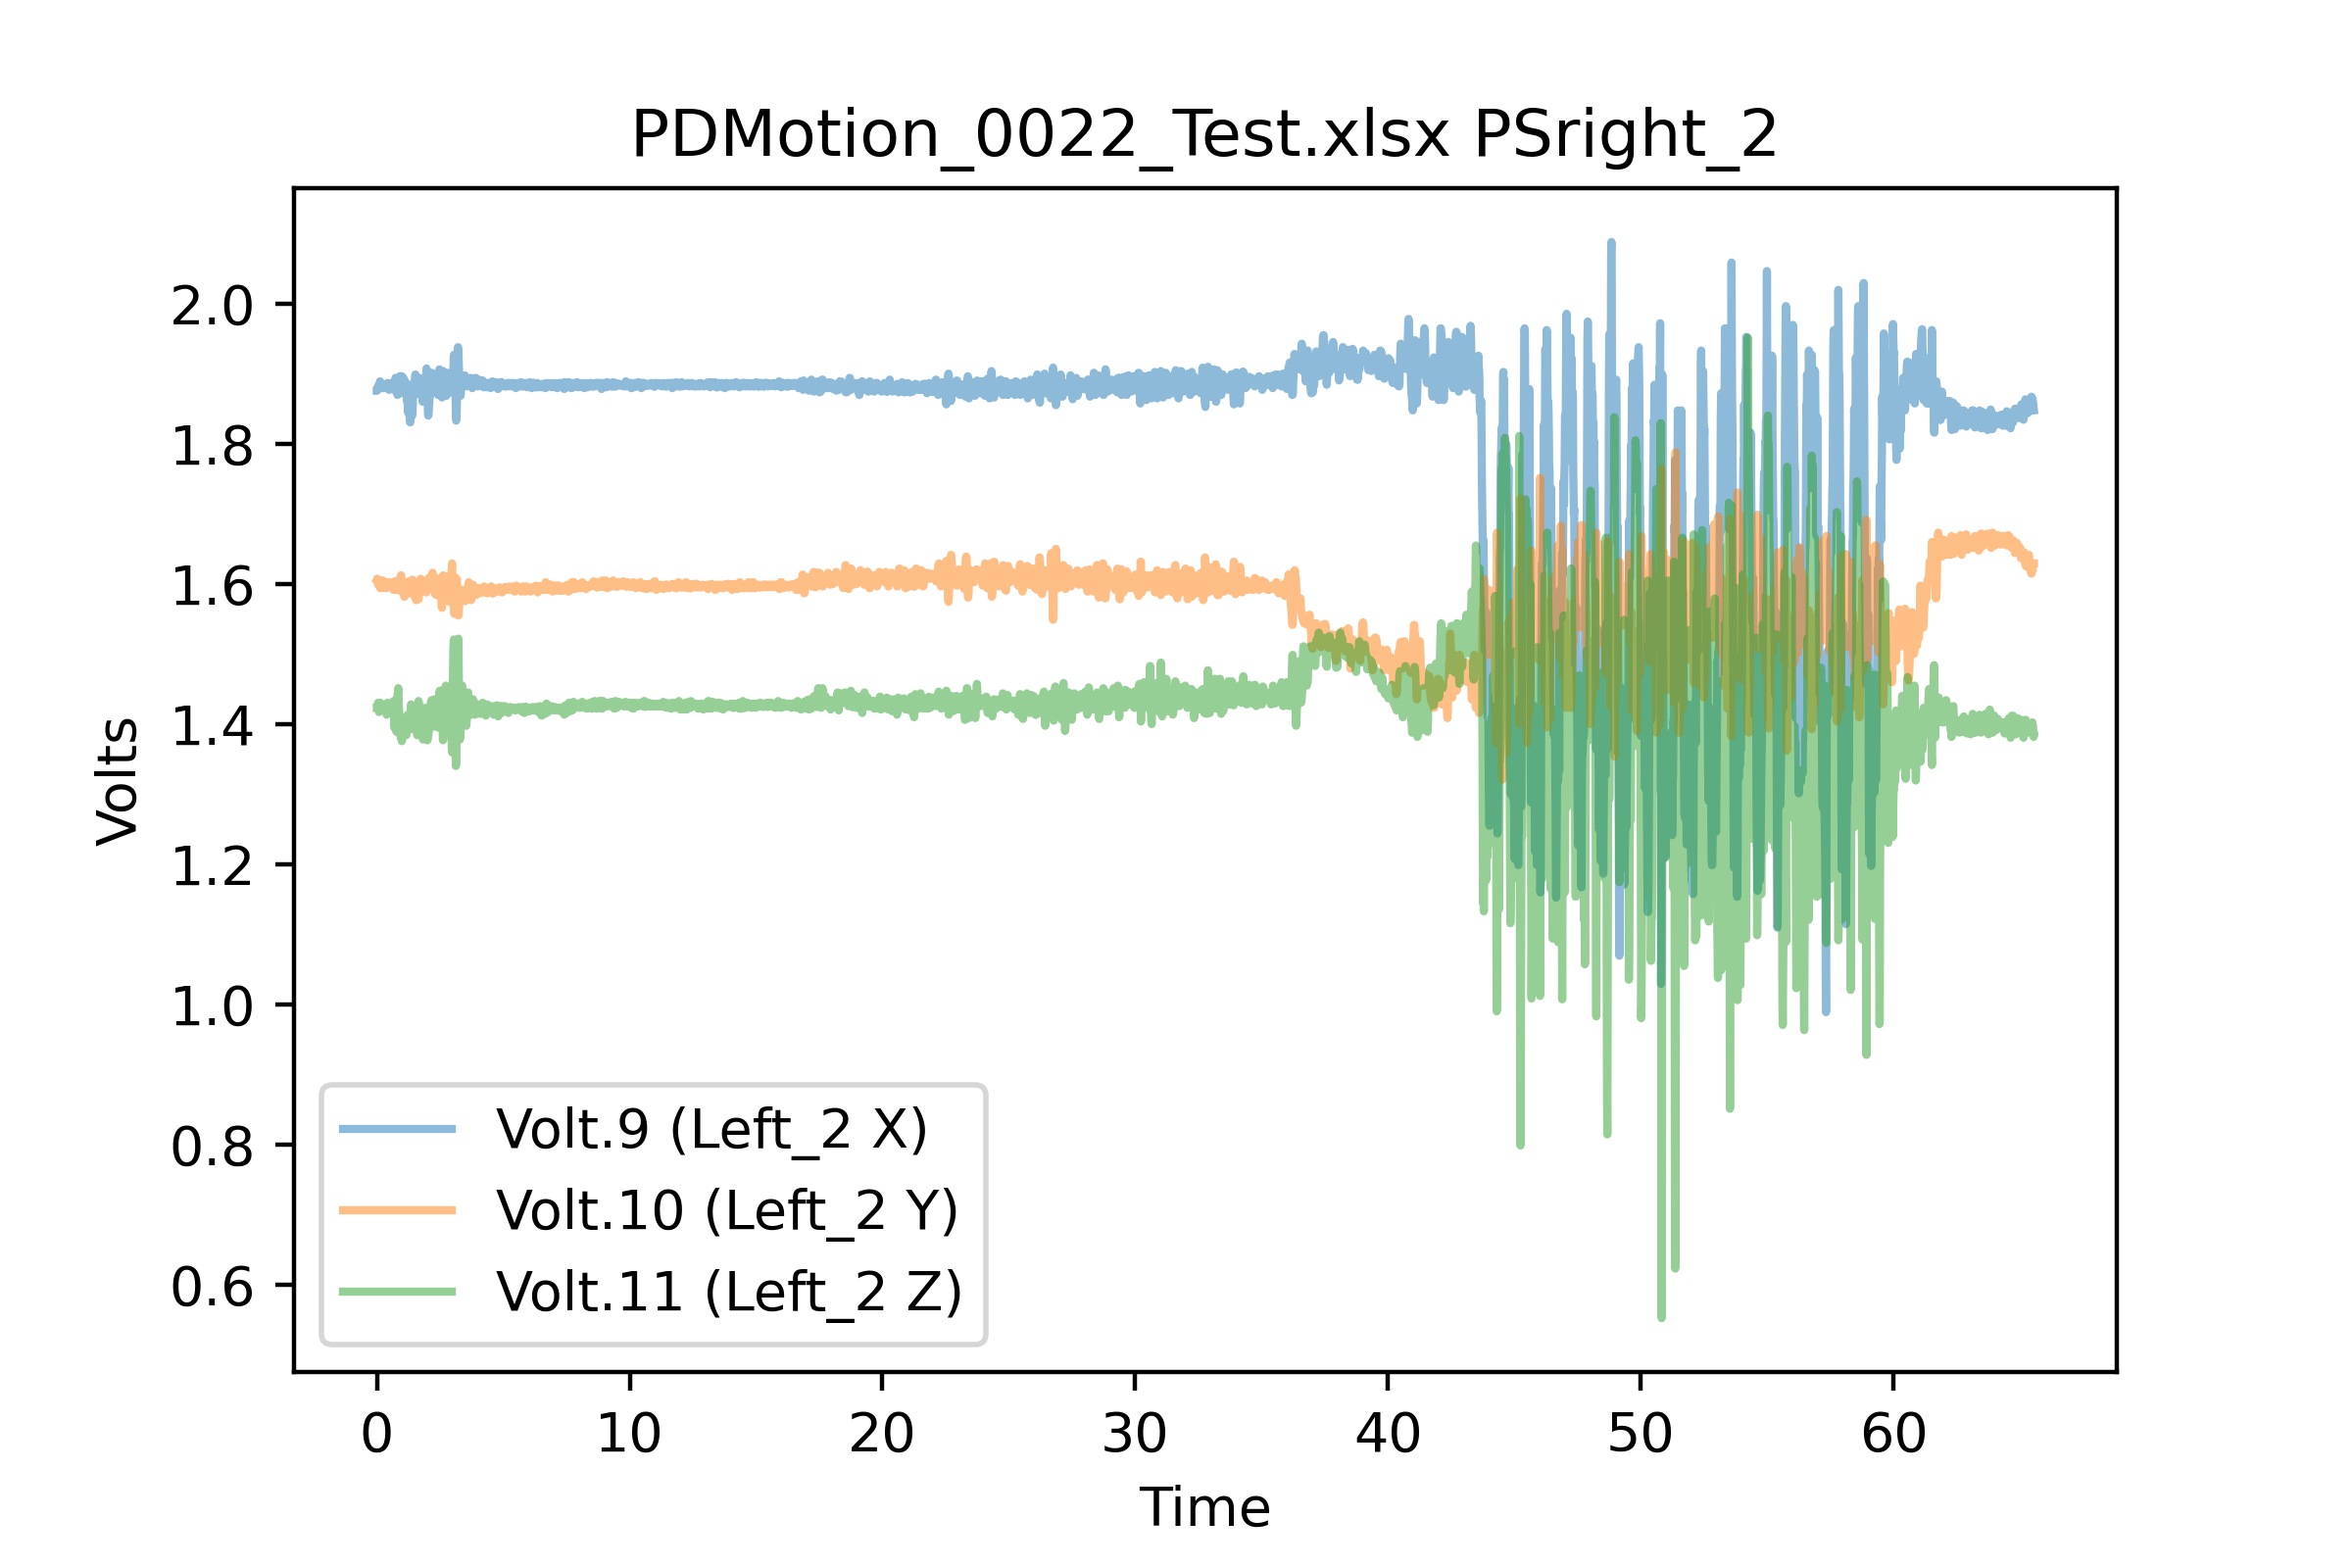 PDMotion_0022_Test.xlsx PSright_2
Volts
2.0
1.8
1.6
1.4
1.2
1.0
0.8
0.6
Volt.9 (Left_2 X)
Volt.10 (Left_2 Y)
Volt.11 (Left_2 Z)
0 10 20 30 40 50 60
Time